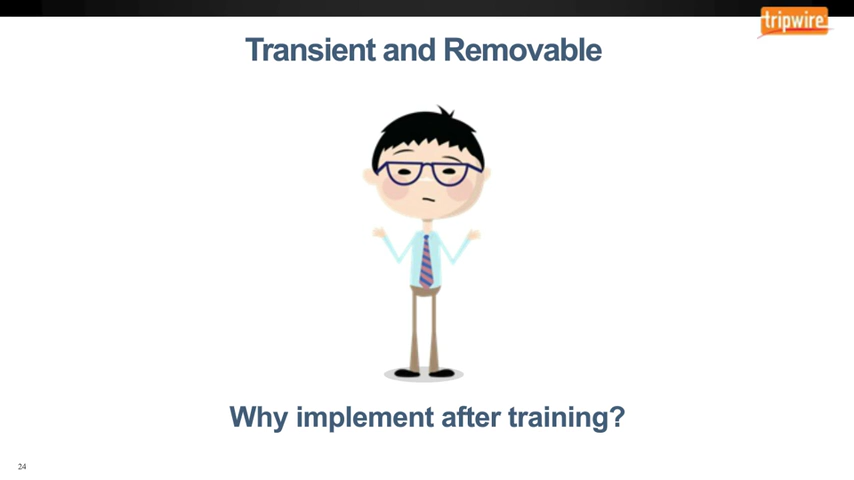 tripwire
Transient and Removable
Why implement after training?
24